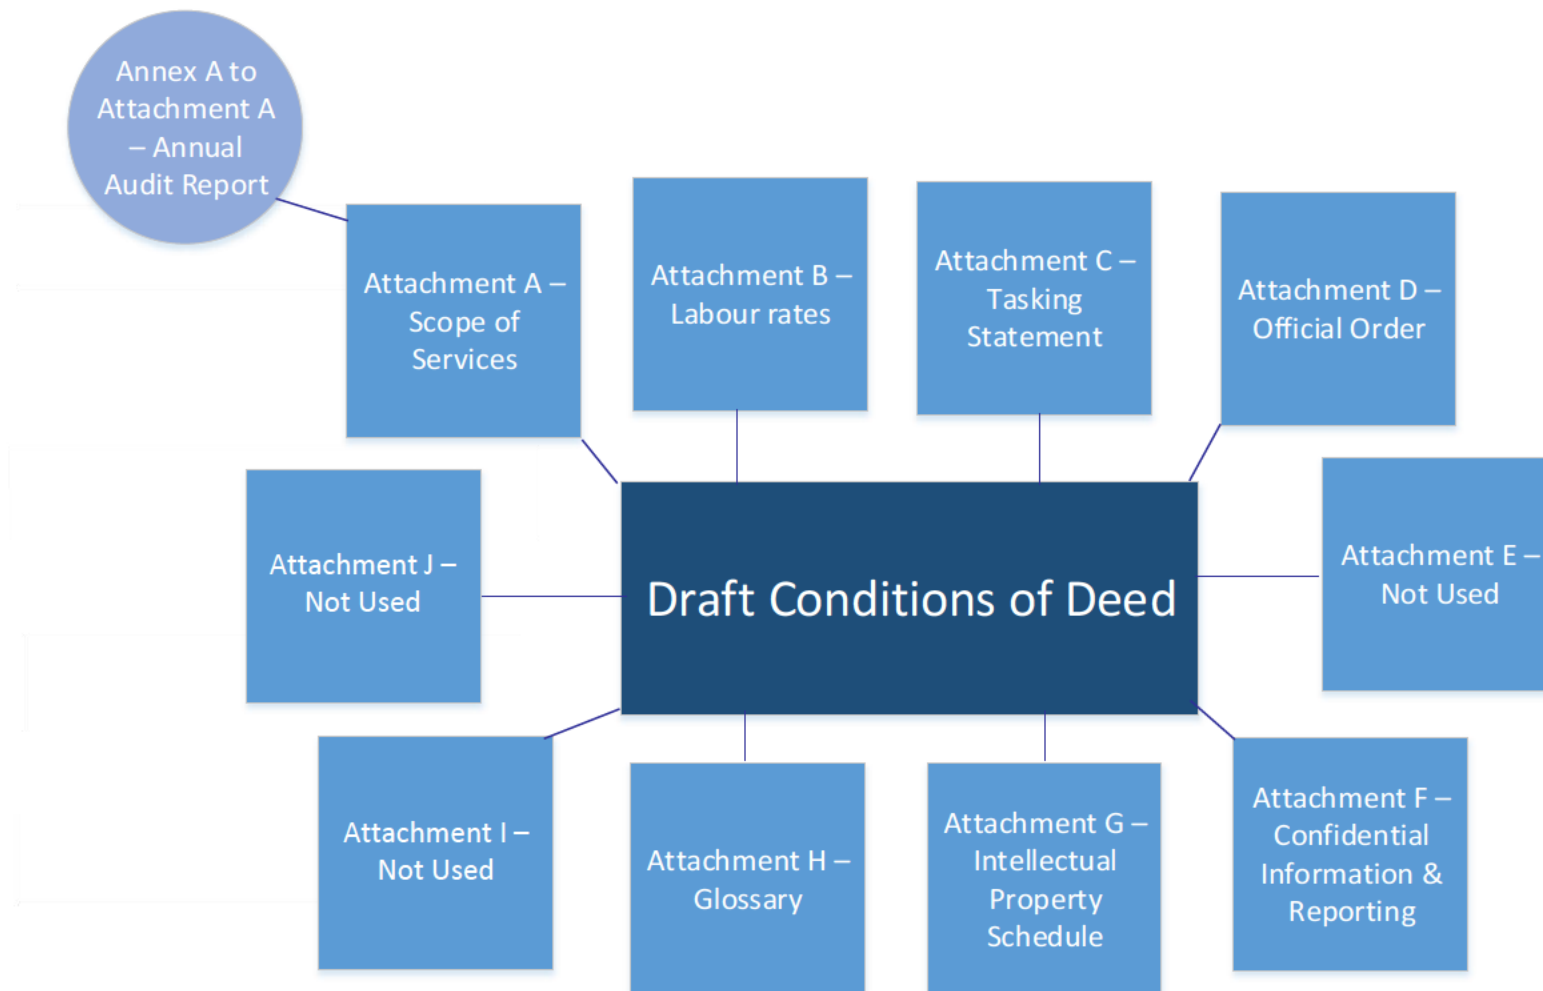 Annex A to
Attachment A
– Annual
Audit Report
Attachment A –
Scope of
Services
Attachment B –
Labour rates
Attachment C –
Tasking
Statement
Attachment D –
Official Order
Attachment J –
Not Used
Draft Conditions of Deed
Attachment E –
Not Used
Attachment I –
Not Used
Attachment H –
Glossary
Attachment G –
Intellectual
Property
Schedule
Attachment F –
Confidential
Information &
Reporting